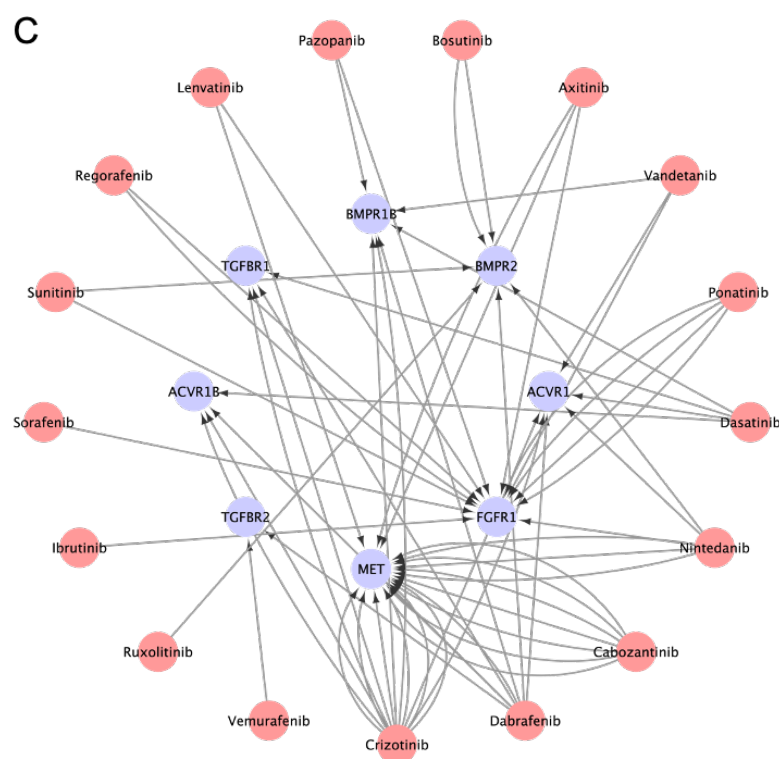 C
Pazopanib
Bosutinib
Lenvatinib
Axitinib
Regorafenib
Vandetanib
BMPR1B
TGFBR1
BMPR2
Sunitinib
Ponatinib
ACVR1B
ACVR1
Sorafenib
Dasatinib
TGFBR2
FGFR1
Ibrutinib
Nintedanib
MET
Ruxolitinib
Cabozantinib
Vemurafenib
Dabrafenib
Crizotinib